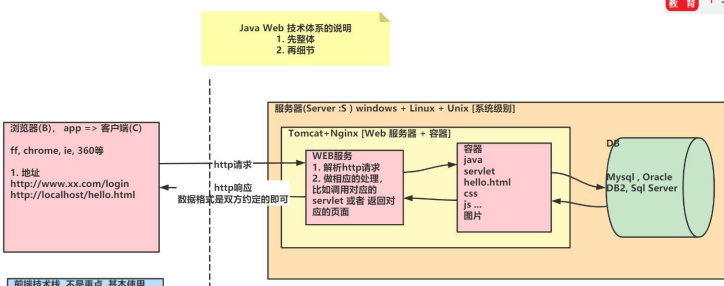 教 育
Java Web 技术体系的说明
1. 先整体
2. 再细节
服务器(Server :S ) windows + Linux + Unix [系统级别]
浏览器(B)， app => 客户端(C)
ff, chrome, ie, 360等
1. 地址
http://www.xx.com/login
http://localhost/hello.html
http请求
http响应
数据格式是双方约定的即可
Tomcat+Nginx [Web 服务器 + 容器]
WEB服务
1. 解析http请求
2. 做相应的处理，
比如调用对应的
servlet 或者 返回对
应的页面
容器
java
servlet
hello.html
css
js ...
图片
DB
Mysql , Oracle
DB2, Sql Server
前端技术栈 不是重点 基本使用